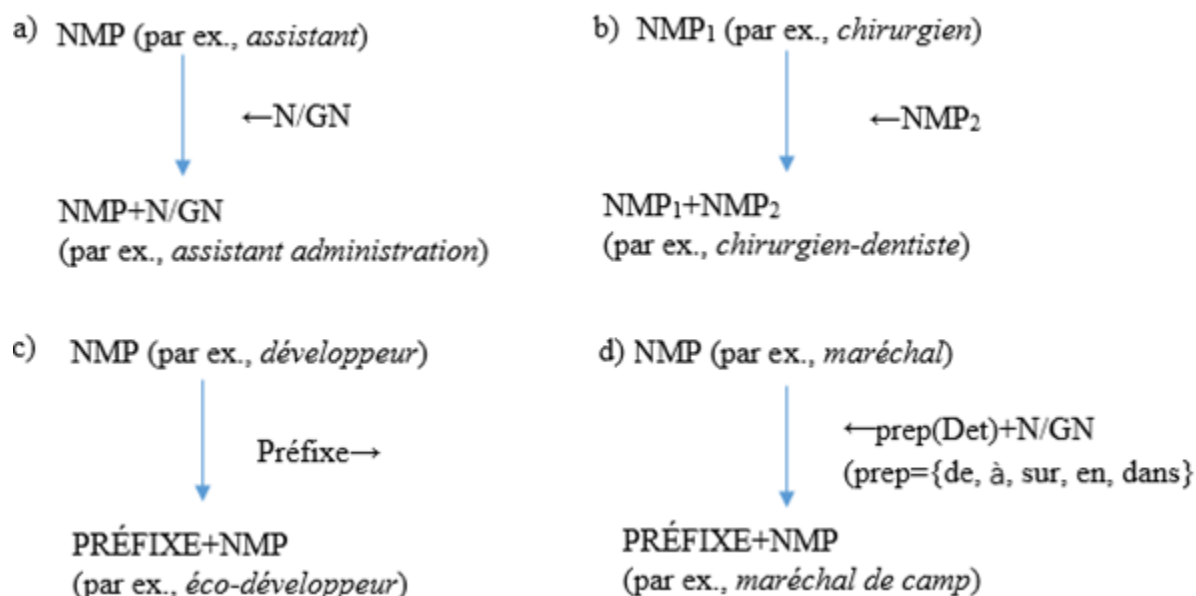 a) NMP (par ex., assistant)
←N/GN
NMP+N/GN
(par ex., assistant administration)
b) NMP₁ (par ex., chirurgien)
←NMP₂
NMP₁+NMP₂
(par ex., chirurgien-dentiste)
c) NMP (par ex., développeur)
Préfixe→
PRÉFIXE+NMP
(par ex., éco-développeur)
d) NMP (par ex., maréchal)
←prep(Det)+N/GN
(prep={de, à, sur, en, dans}
PRÉFIXE+NMP
(par ex., maréchal de camp)